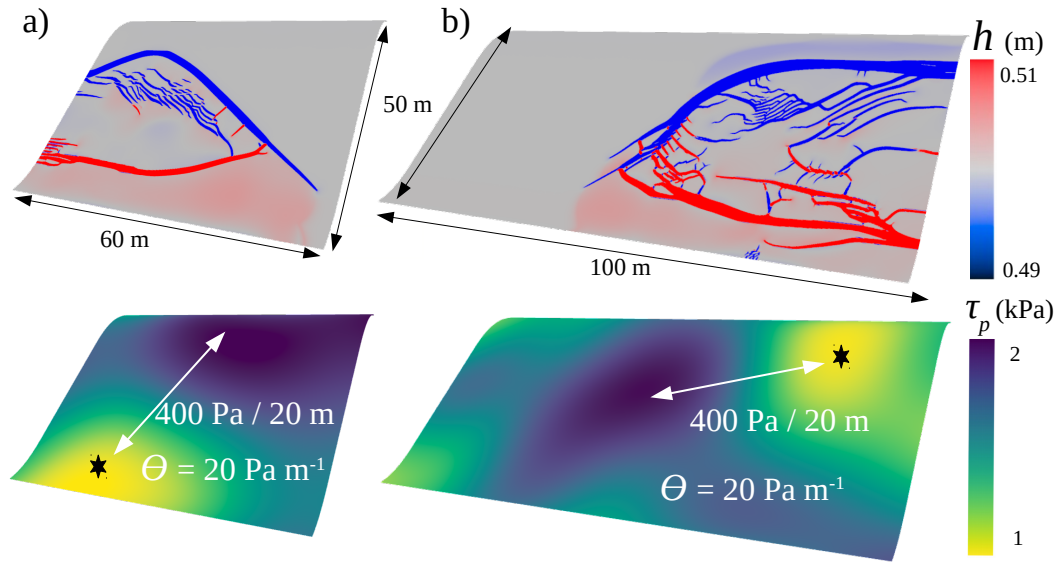 a)
b)
h (m)
0.51
0.49
50 m
60 m
100 m
τp (kPa)
2
1
400 Pa / 20 m
ϴ = 20 Pa m-1
400 Pa / 20 m
ϴ = 20 Pa m-1